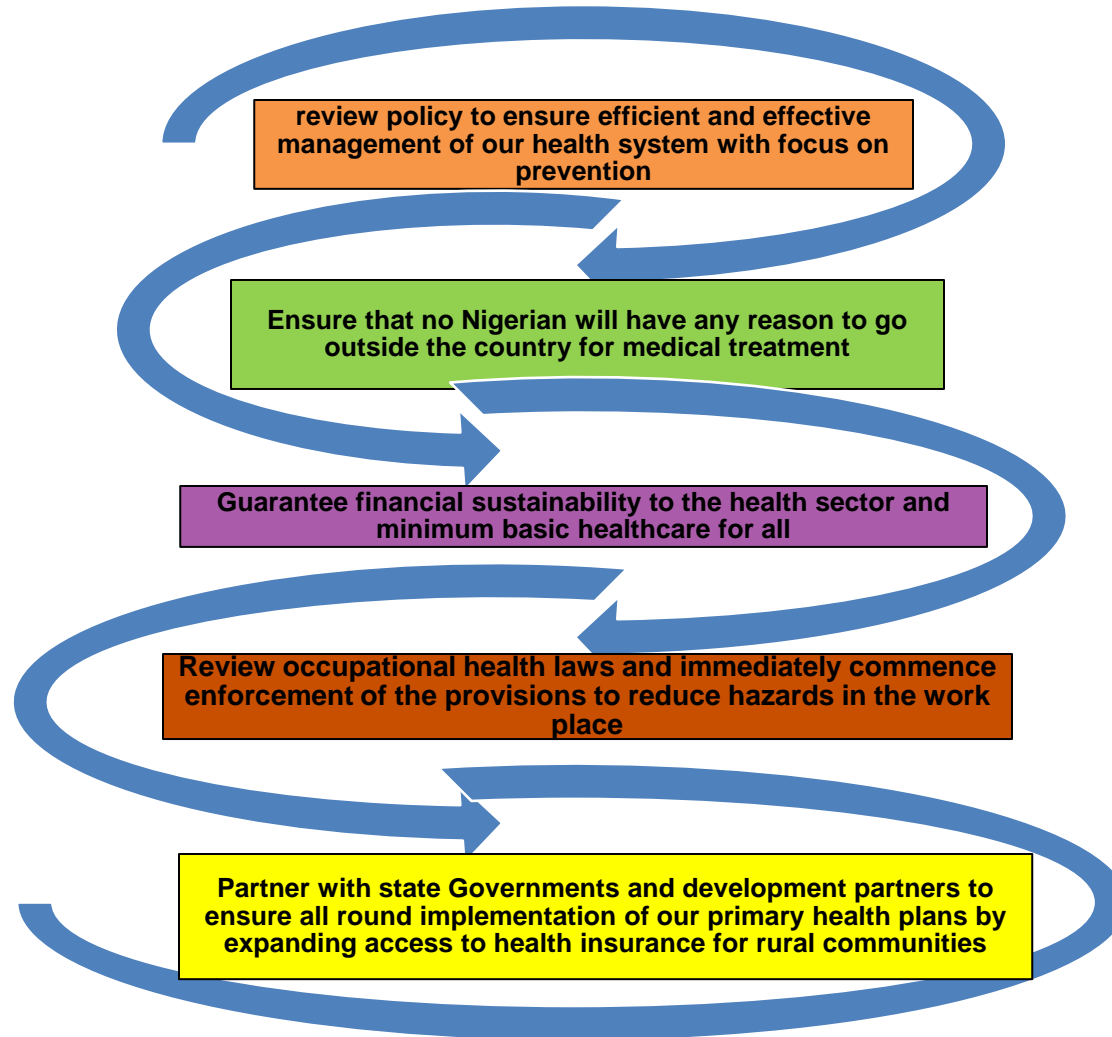 review policy to ensure efficient and effective
management of our health system with focus on
prevention
Ensure that no Nigerian will have any reason to go
outside the country for medical treatment
Guarantee financial sustainability to the health sector and
minimum basic healthcare for all
Review occupational health laws and immediately commence
enforcement of the provisions to reduce hazards in the work
place
Partner with state Governments and development partners to
ensure all round implementation of our primary health plans by
expanding access to health insurance for rural communities